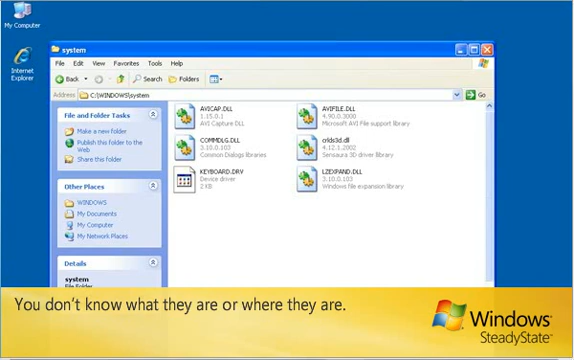 My Computer
Internet
Explorer
system
File Edit View Favorites Tools Help
Back Search Folders
Address C:\WINDOWS\system Go
File and Folder Tasks
Make a new folder
Publish this folder to the
Web
Share this folder
Other Places
WINDOWS
My Documents
My Computer
My Network Places
Details
system
File Folder
AVICAP.DLL
1.15.0.1
AVI Capture DLL
AVIFILE.DLL
4.90.0.3000
Microsoft AVI File support library
COMMDLG.DLL
3.10.0.103
Common Dialogs libraries
crlds3d.dll
4.12.1.2002
Sensaura 3D driver library
KEYBOARD.DRV
Device driver
2 KB
LZEXPAND.DLL
3.10.0.103
Windows file expansion library
You don't know what they are or where they are.
Windows
SteadyState